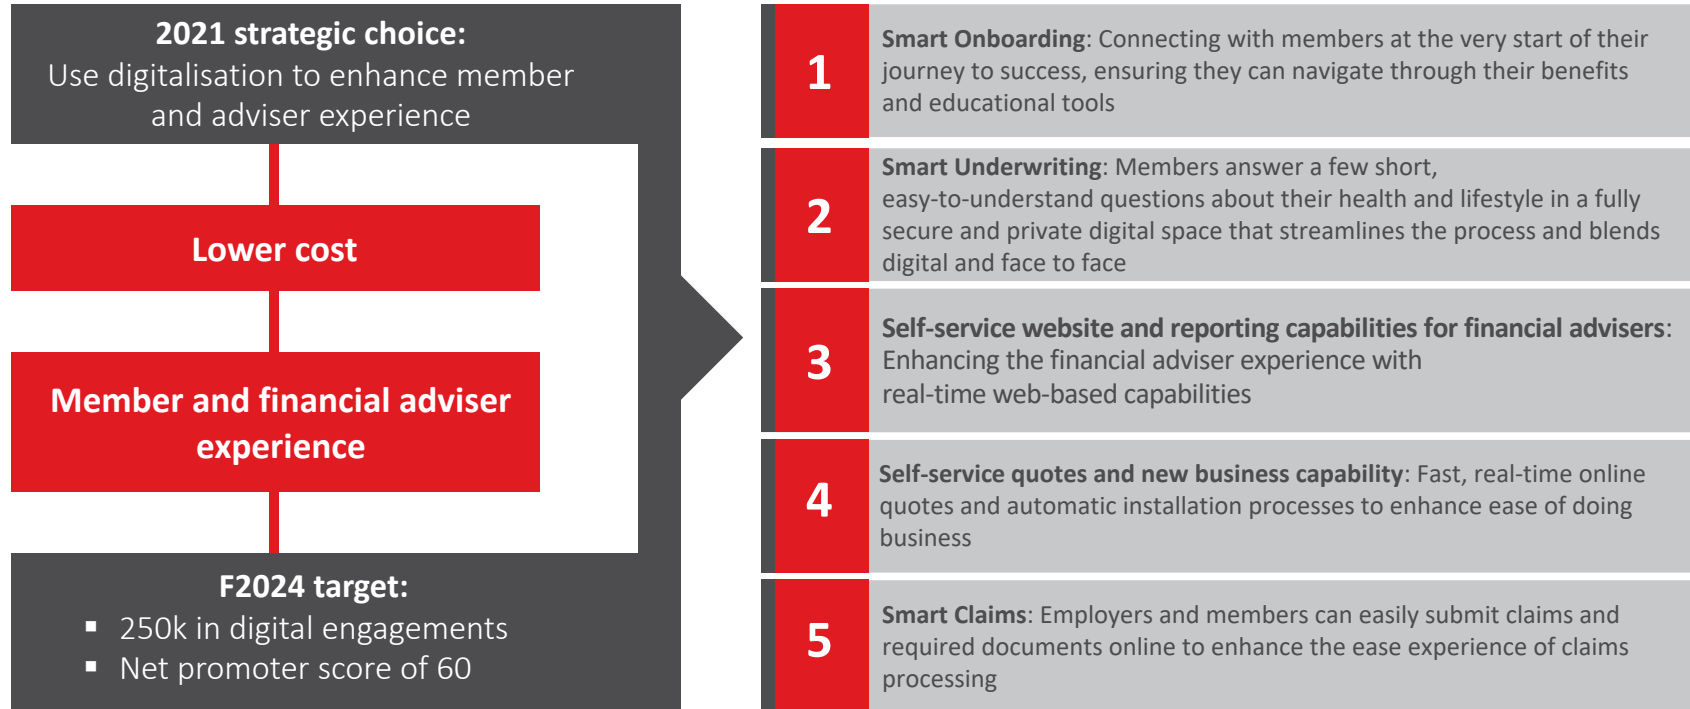 2021 strategic choice:
Use digitalisation to enhance member
and adviser experience
Lower cost
Member and financial adviser
experience
F2024 target:
▪ 250k in digital engagements
▪ Net promoter score of 60
1
Smart Onboarding: Connecting with members at the very start of their
journey to success, ensuring they can navigate through their benefits
and educational tools
2
Smart Underwriting: Members answer a few short,
easy-to-understand questions about their health and lifestyle in a fully
secure and private digital space that streamlines the process and blends
digital and face to face
3
Self-service website and reporting capabilities for financial advisers:
Enhancing the financial adviser experience with
real-time web-based capabilities
4
Self-service quotes and new business capability: Fast, real-time online
quotes and automatic installation processes to enhance ease of doing
business
5
Smart Claims: Employers and members can easily submit claims and
required documents online to enhance the ease experience of claims
processing